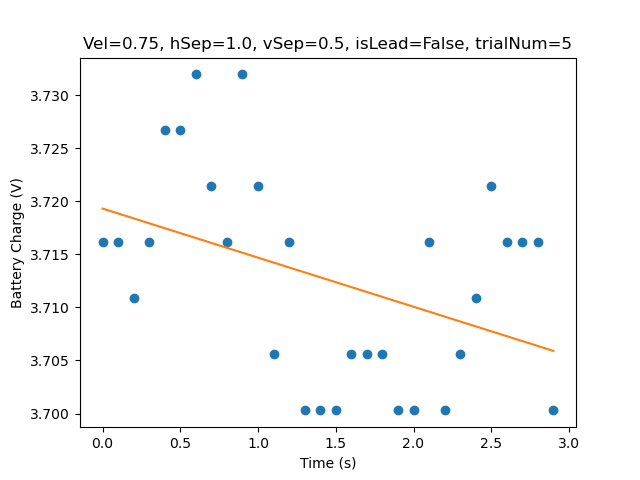 Vel=0.75, hSep=1.0, vSep=0.5, isLead=False, trialNum=5
Battery Charge (V)
3.730
3.725
3.720
3.715
3.710
3.705
3.700
0.0 0.5 1.0 1.5 2.0 2.5 3.0
Time (s)